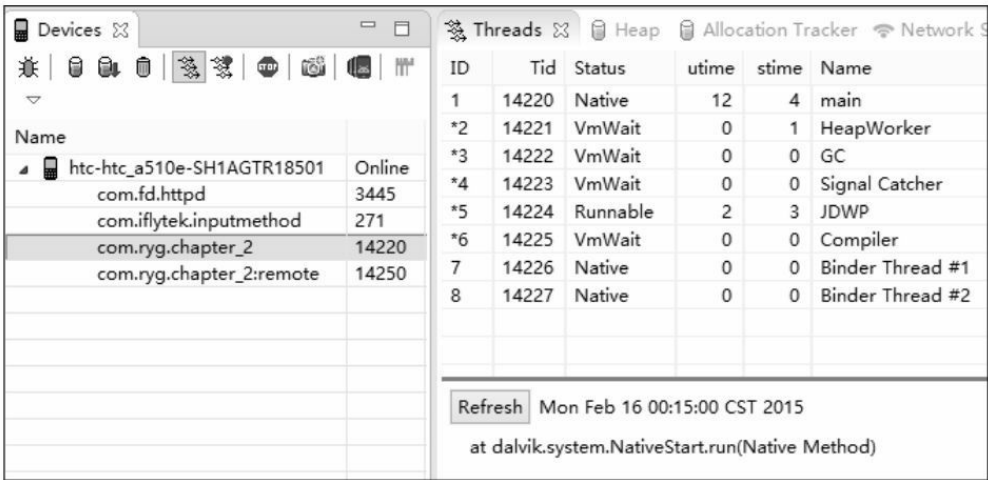 Devices
Name
htc-htc_a510e-SH1AGTR18501 Online
com.fd.httpd 3445
com.iflytek.inputmethod 271
com.ryg.chapter_2 14220
com.ryg.chapter_2:remote 14250
Threads Heap Allocation Tracker Network S
ID Tid Status utime stime Name
1 14220 Native 12 4 main
*2 14221 VmWait 0 1 HeapWorker
*3 14222 VmWait 0 0 GC
*4 14223 VmWait 0 0 Signal Catcher
*5 14224 Runnable 2 3 JDWP
*6 14225 VmWait 0 0 Compiler
7 14226 Native 0 0 Binder Thread #1
8 14227 Native 0 0 Binder Thread #2
Refresh Mon Feb 16 00:15:00 CST 2015
at dalvik.system.NativeStart.run(Native Method)